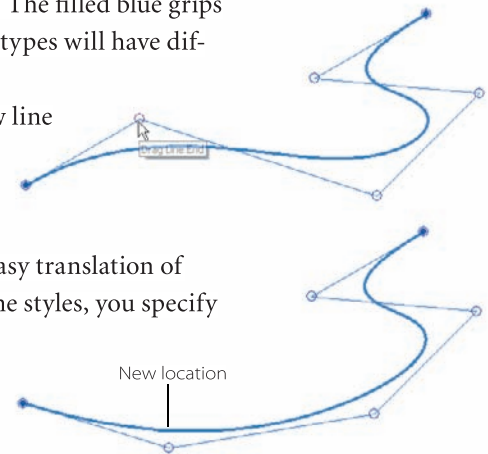 The filled blue grips
types will have dif-
line
Drag Line End
asy translation of
ne styles, you specify
New location